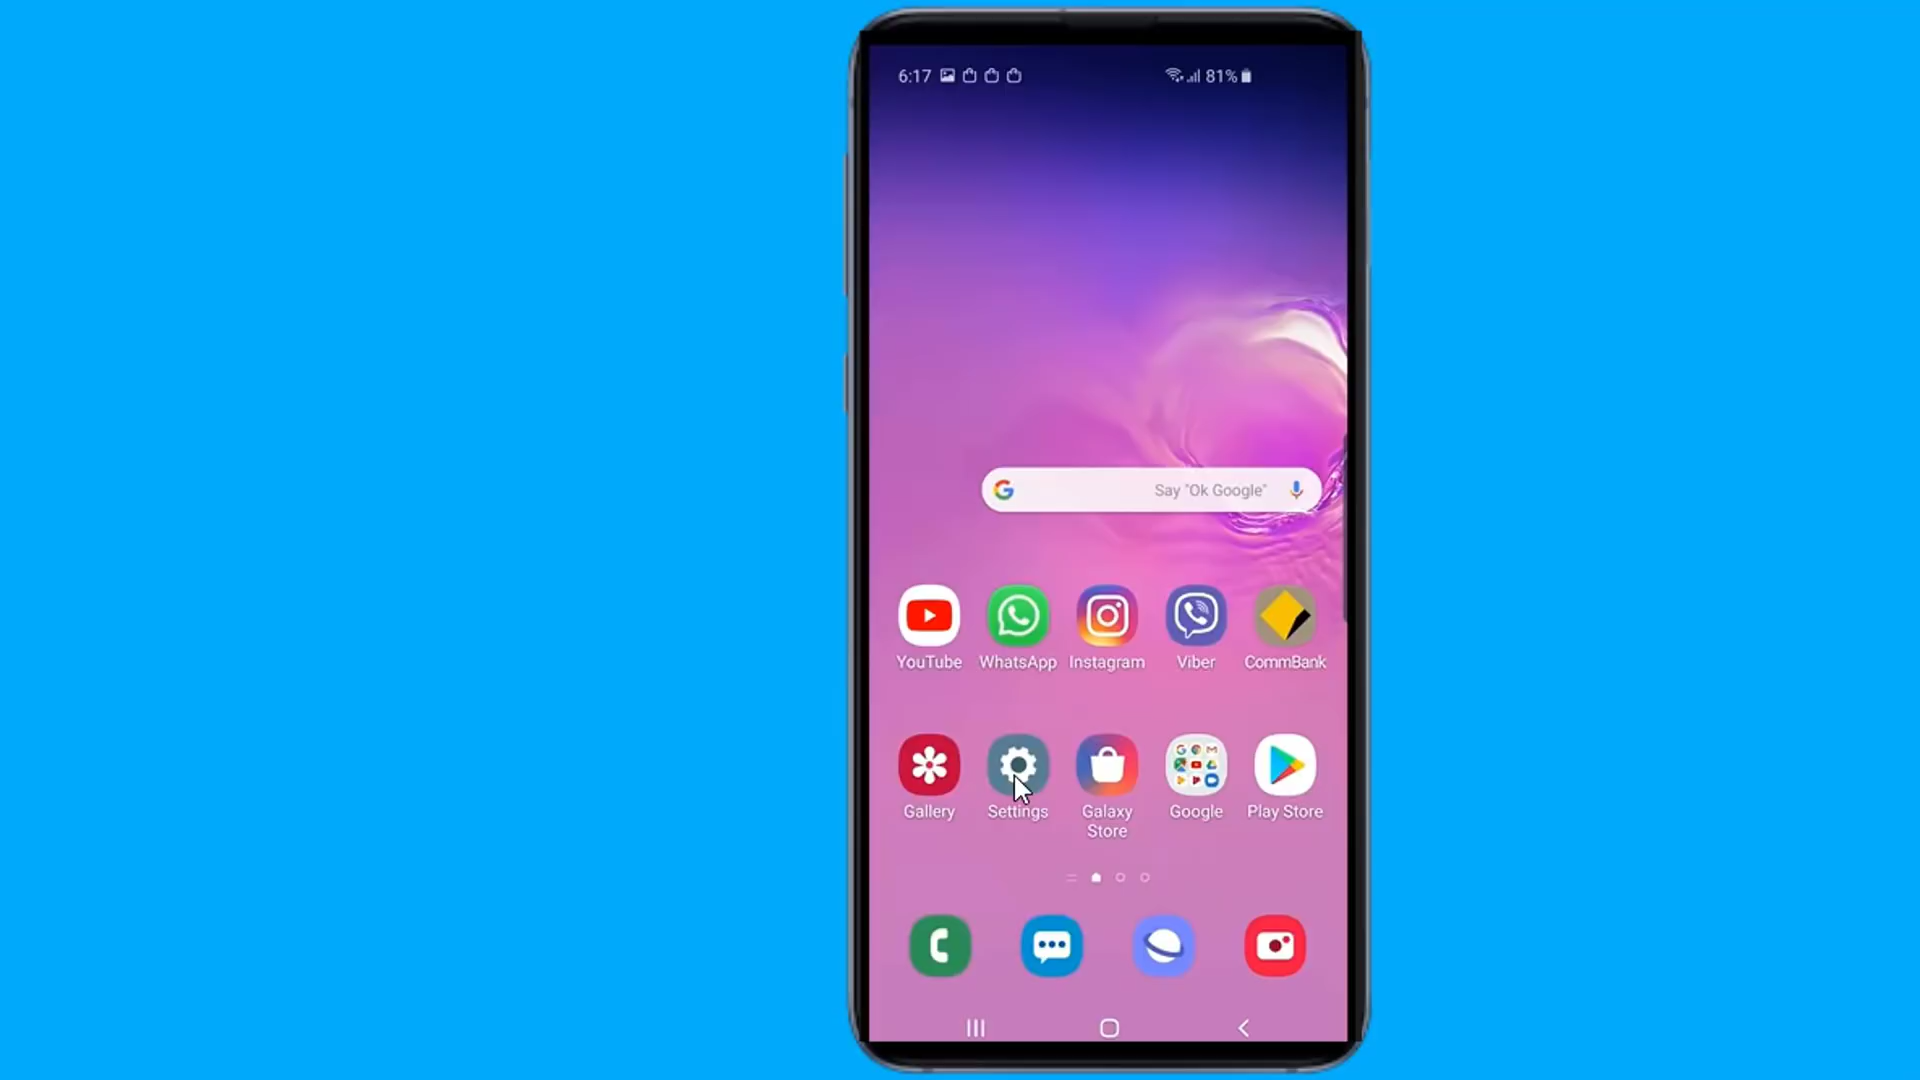 6:17 81%
Say "Ok Google"
YouTube WhatsApp Instagram Viber CommBank
Gallery Settings Galaxy Store Google Play Store